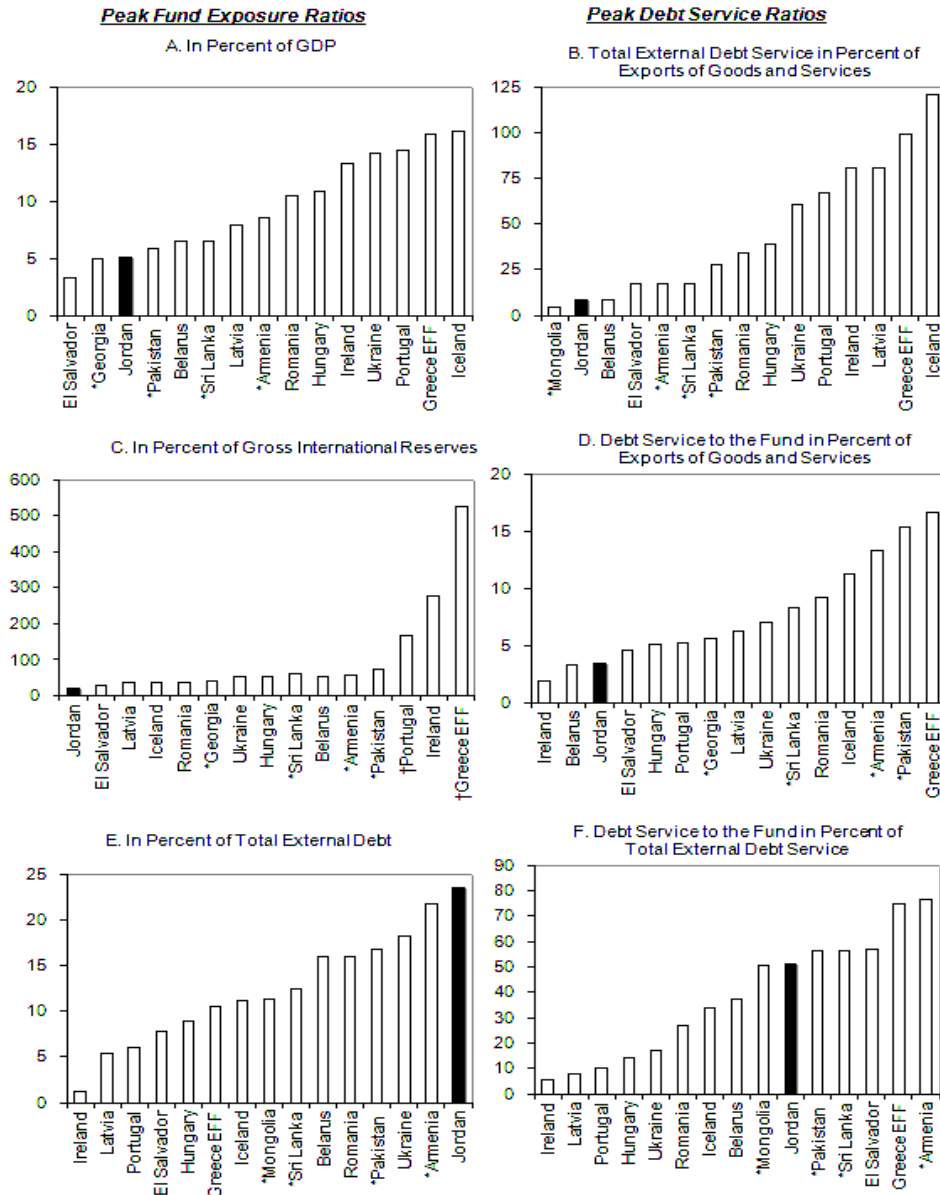 Peak Fund Exposure Ratios
Peak Debt Service Ratios
A. In Percent of GDP
20
15
10
5
0
El Salvador
*Georgia
Jordan
*Pakistan
Belarus
*Sri Lanka
Latvia
*Armenia
Romania
Hungary
Ireland
Ukraine
Portugal
Greece EFF
Iceland
B. Total External Debt Service in Percent of
Exports of Goods and Services
125
100
75
50
25
0
*Mongolia
Jordan
Belarus
El Salvador
*Armenia
*Sri Lanka
*Pakistan
Romania
Hungary
Ukraine
Portugal
Ireland
Latvia
Greece EFF
Iceland
C. In Percent of Gross International Reserves
600
500
400
300
200
100
0
Jordan
El Salvador
Latvia
Iceland
Romania
*Georgia
Ukraine
Hungary
*Sri Lanka
Belarus
*Armenia
*Pakistan
†Portugal
Ireland
†Greece EFF
D. Debt Service to the Fund in Percent of
Exports of Goods and Services
20
15
10
5
0
Ireland
Belarus
Jordan
El Salvador
Hungary
Portugal
*Georgia
Latvia
Ukraine
*Sri Lanka
Romania
Iceland
*Armenia
*Pakistan
Greece EFF
E. In Percent of Total External Debt
25
20
15
10
5
0
Ireland
Latvia
Portugal
El Salvador
Hungary
Greece EFF
Iceland
*Mongolia
*Sri Lanka
Belarus
Romania
*Pakistan
Ukraine
*Armenia
Jordan
F. Debt Service to the Fund in Percent of
Total External Debt Service
90
80
70
60
50
40
30
20
10
0
Ireland
Latvia
Portugal
Hungary
Ukraine
Romania
Iceland
Belarus
*Mongolia
Jordan
*Pakistan
*Sri Lanka
El Salvador
Greece EFF
*Armenia